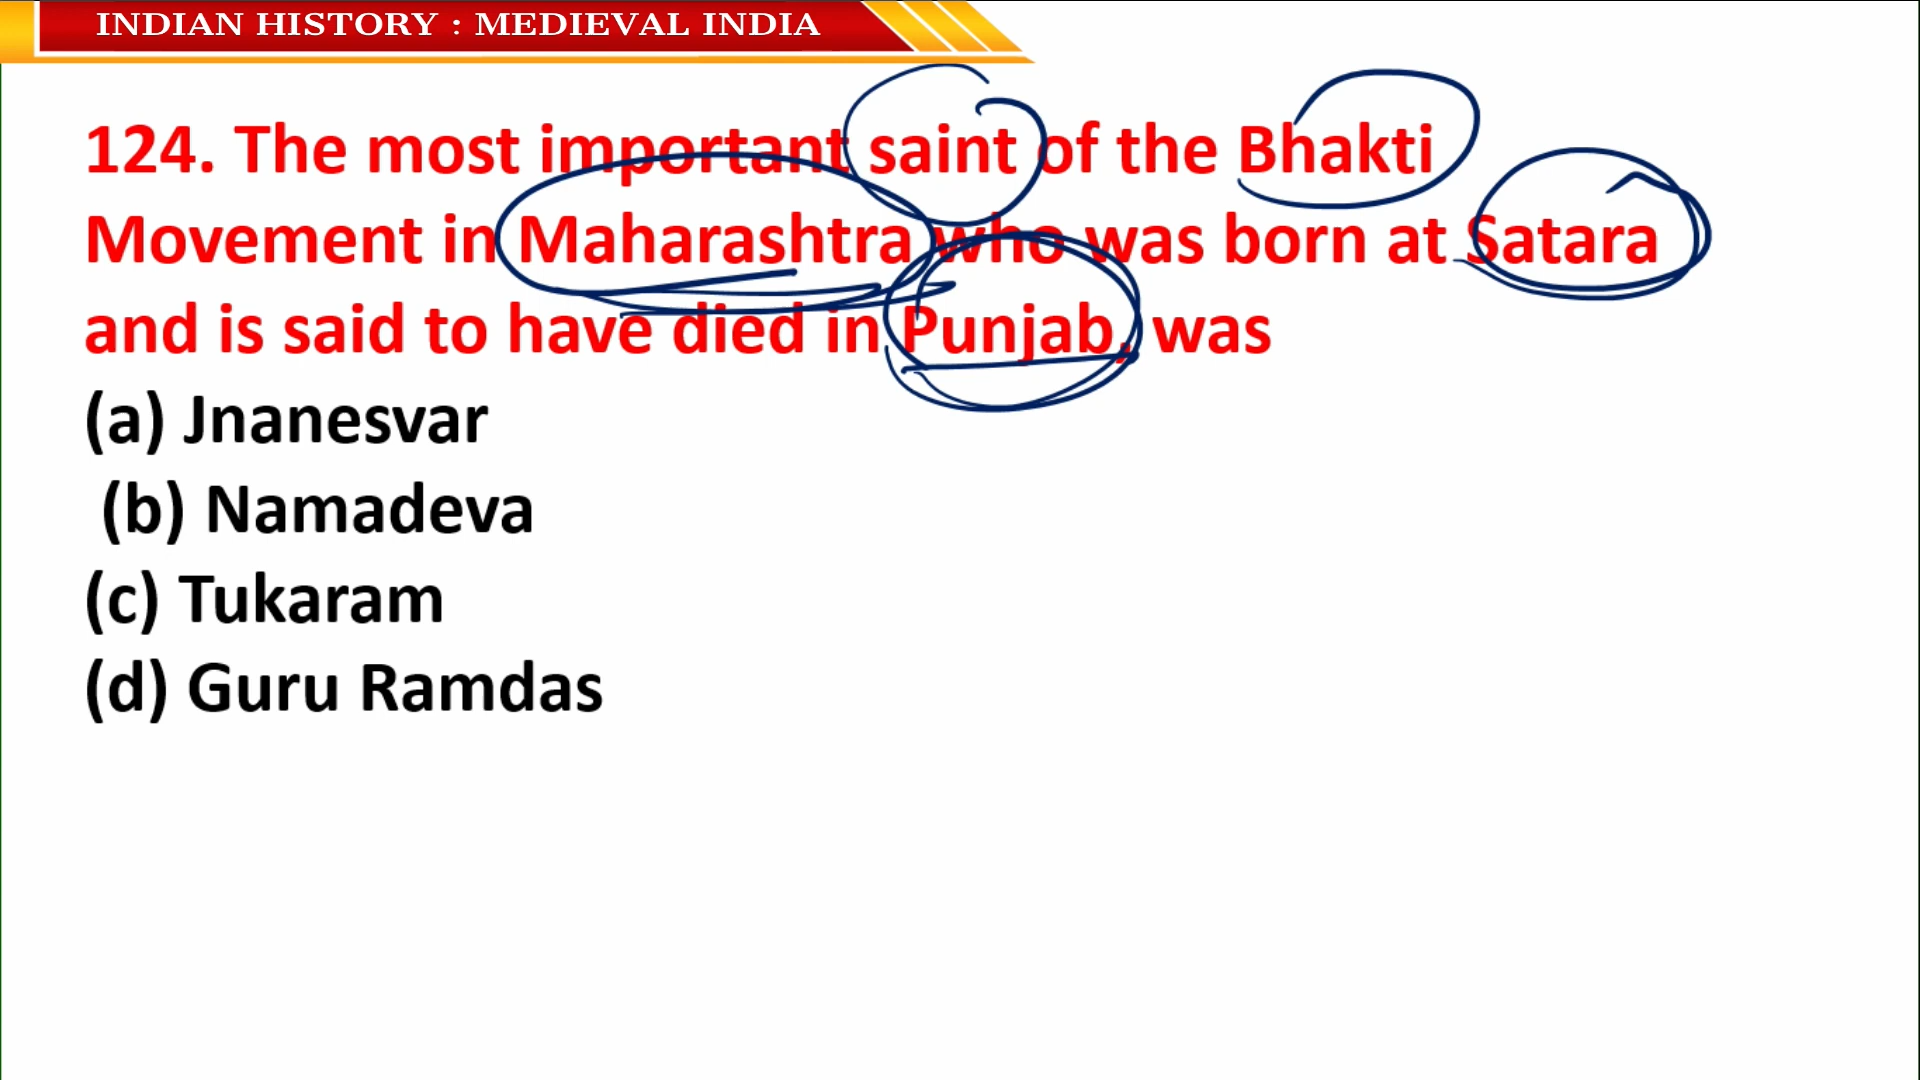 INDIAN HISTORY : MEDIEVAL INDIA
124. The most important saint of the Bhakti
Movement in Maharashtra who was born at Satara
and is said to have died in Punjab, was
(a) Jnanesvar
(b) Namadeva
(c) Tukaram
(d) Guru Ramdas